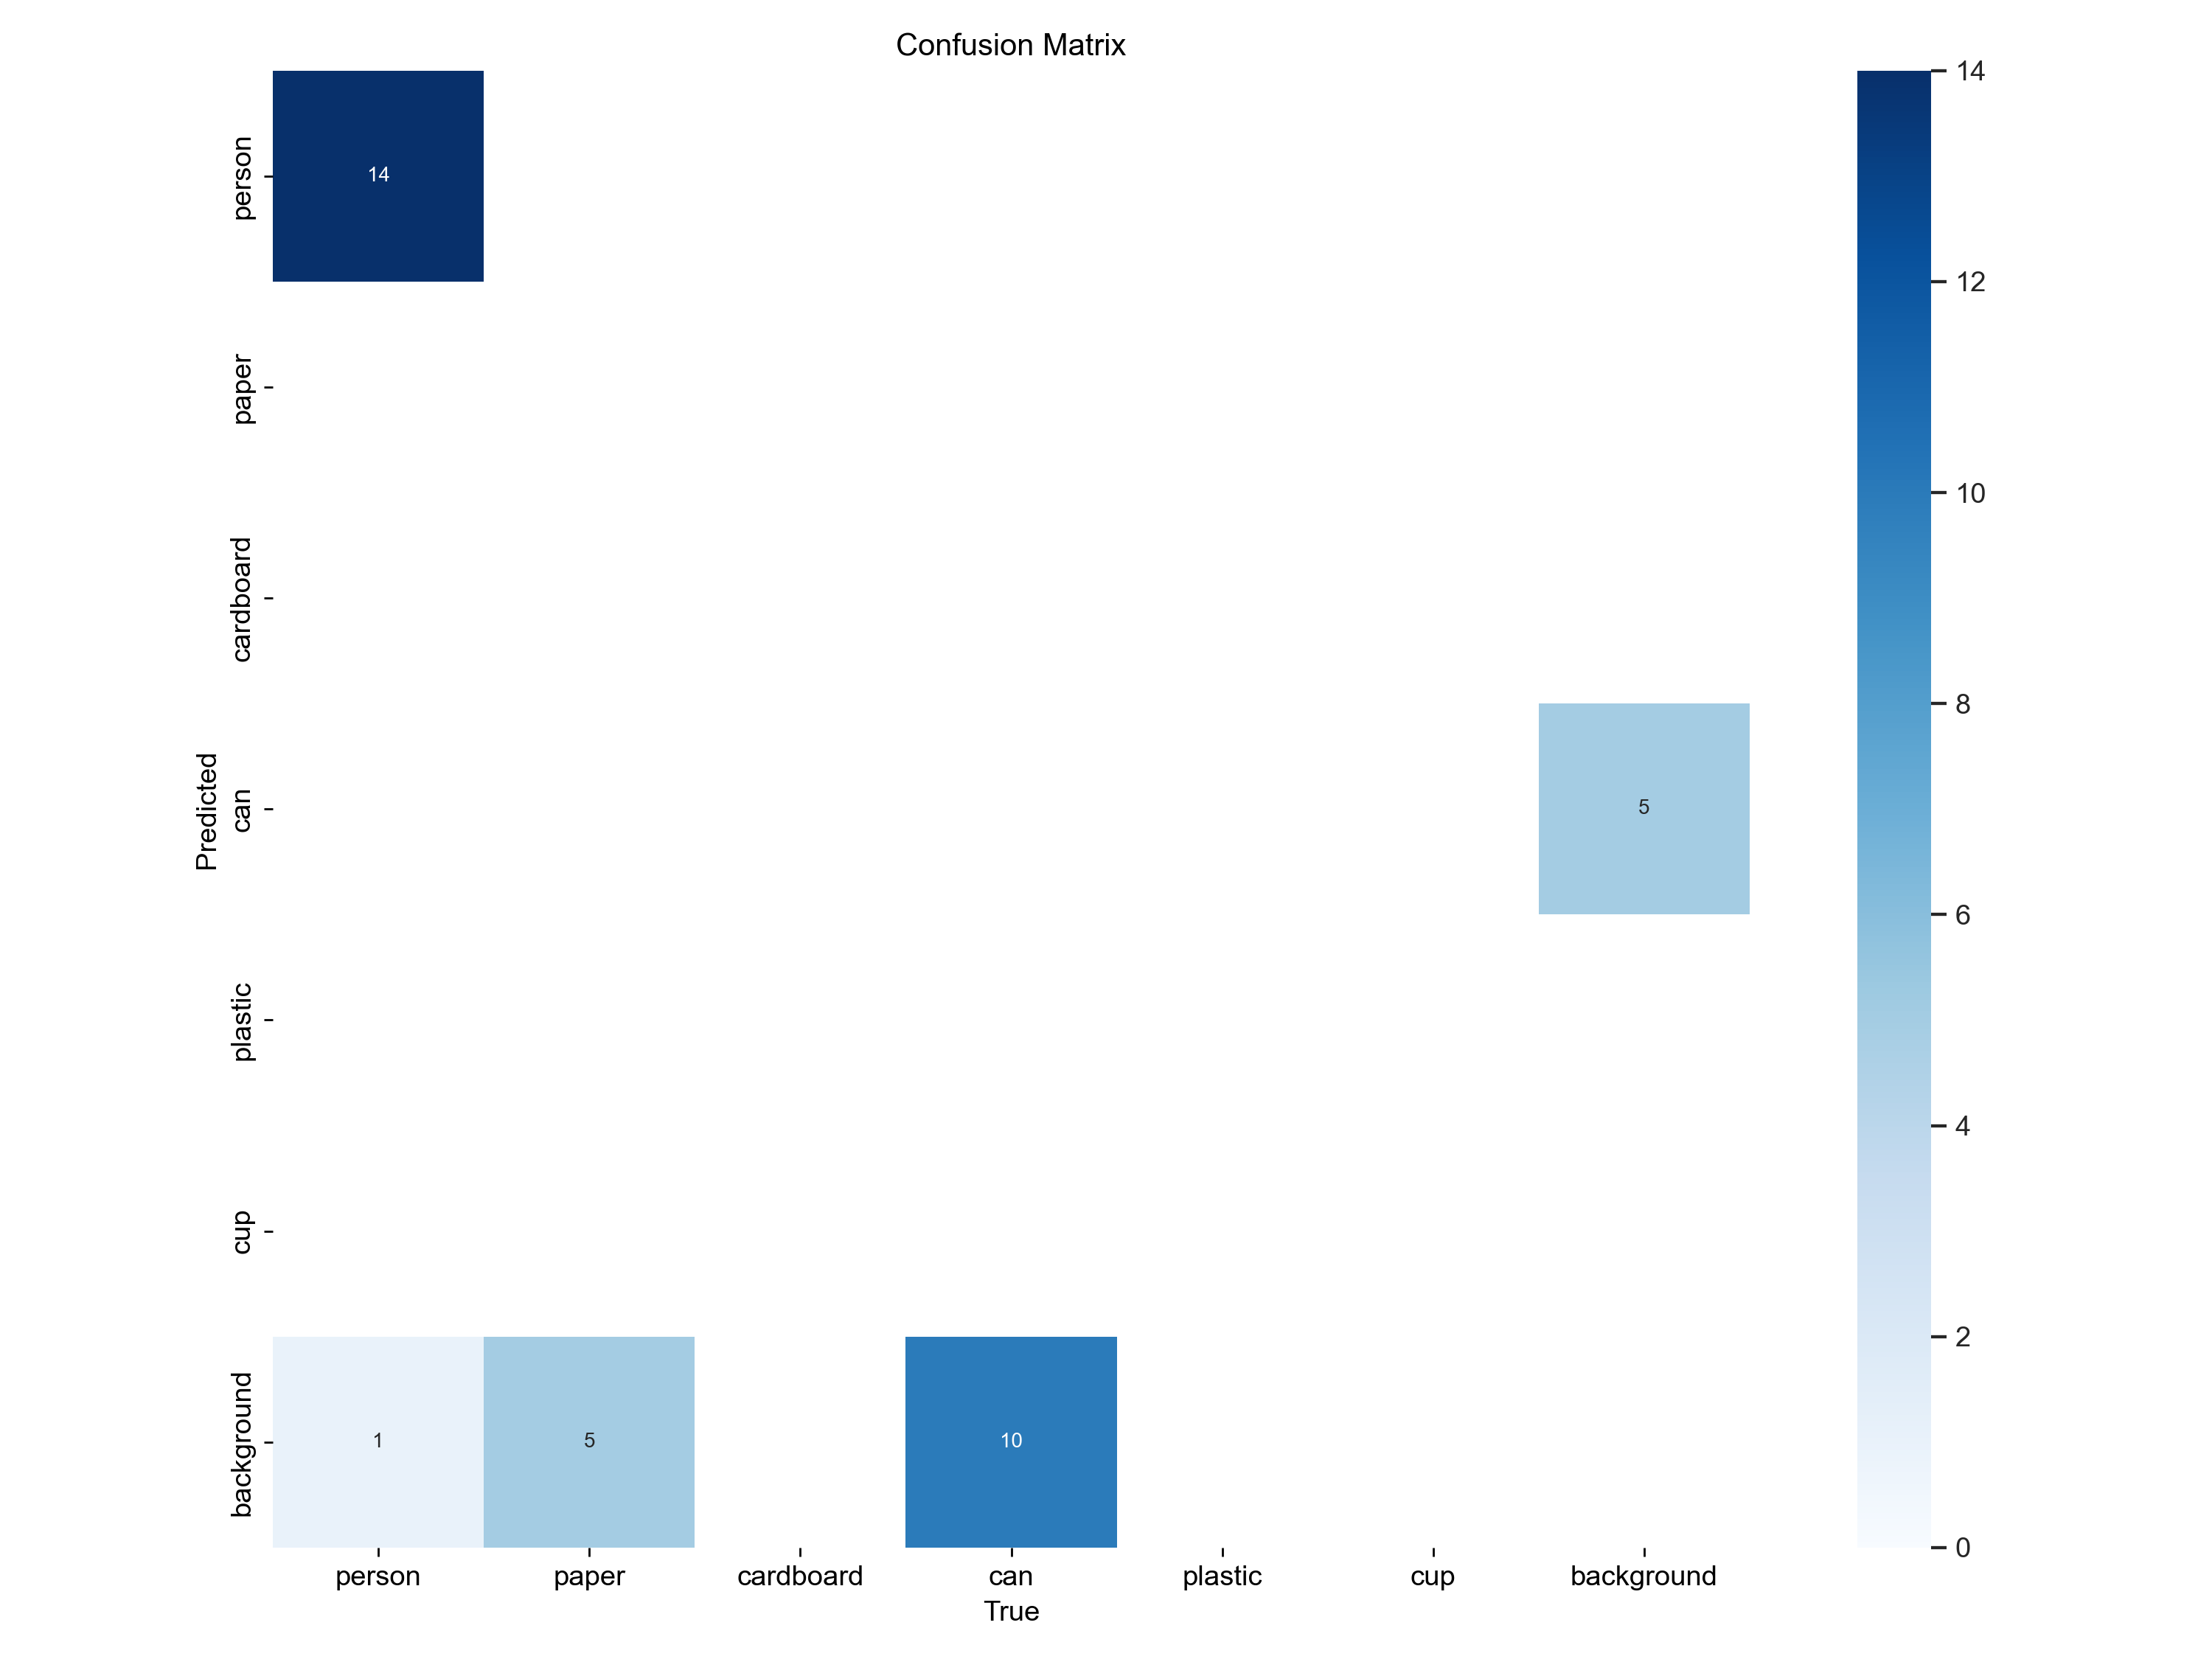 Confusion Matrix
person
paper
cardboard
can
plastic
cup
background
Predicted
14
5
1
5
10
person
paper
cardboard
can
plastic
cup
background
True
14
12
10
8
6
4
2
0